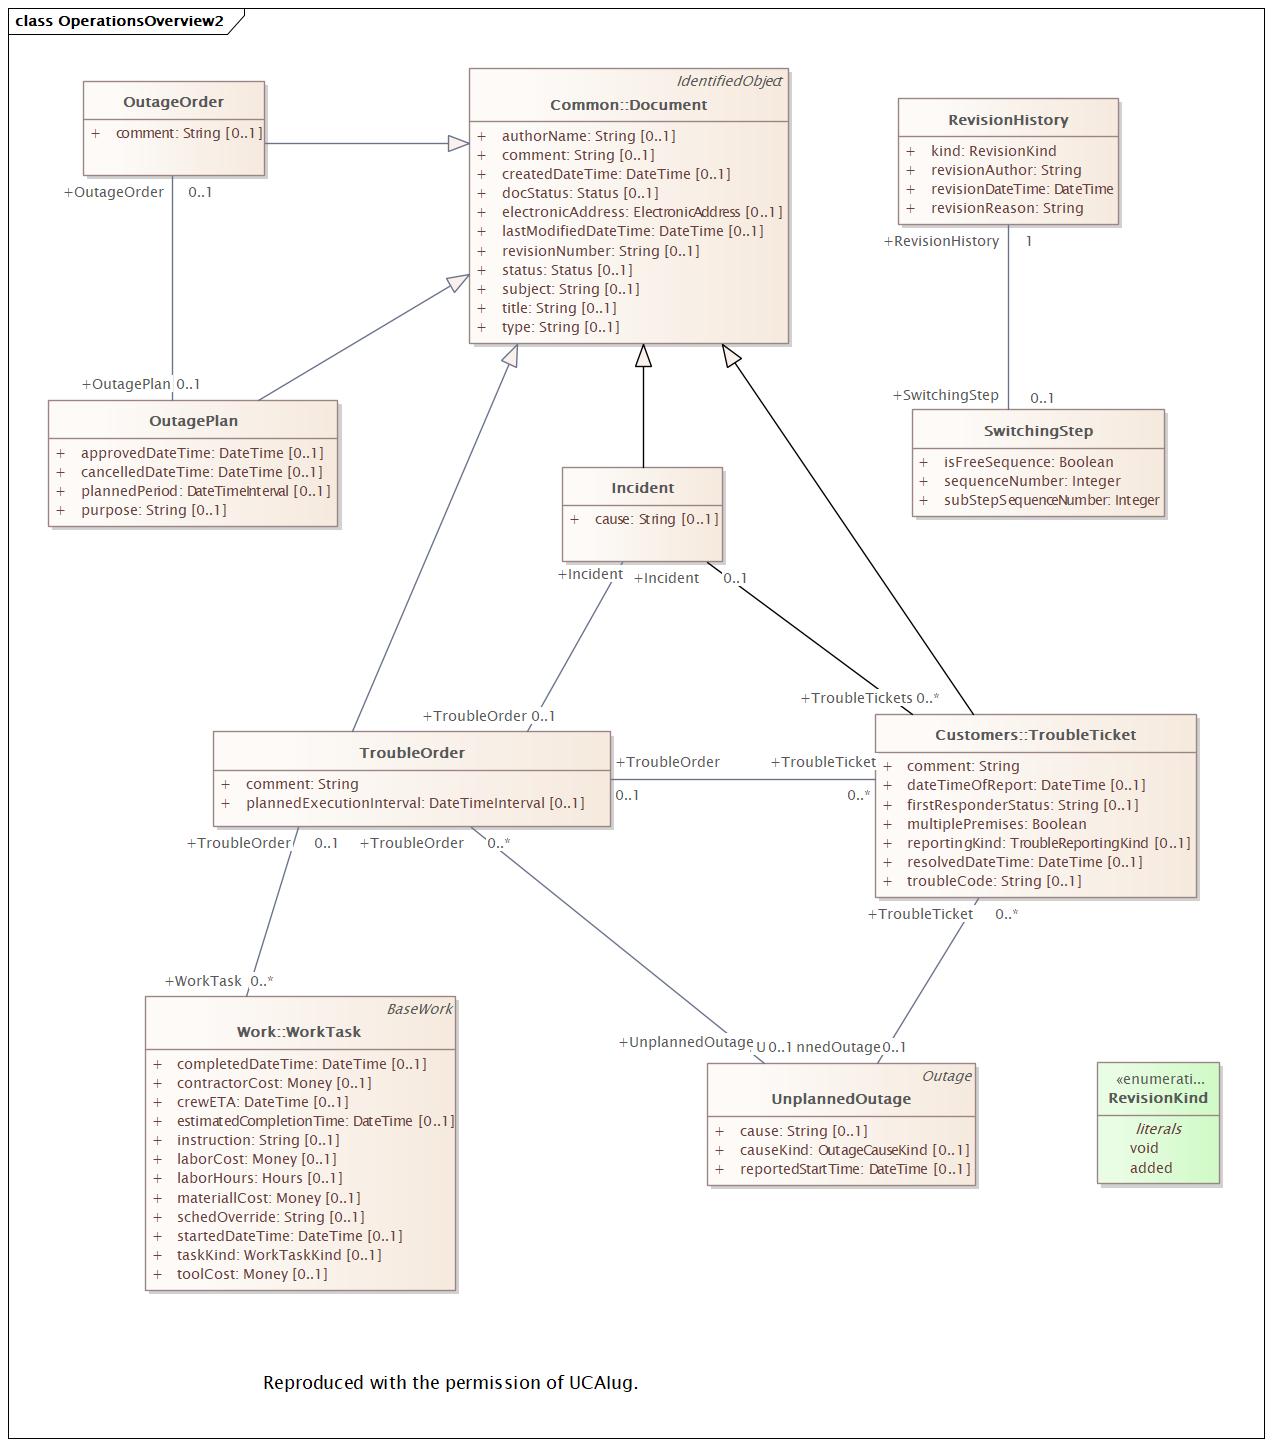 class OperationsOverview2
OutageOrder
+ comment: String [0..1]
+OutageOrder 0..1
IdentifiedObject
Common::Document
+ authorName: String [0..1]
+ comment: String [0..1]
+ createdDateTime: DateTime [0..1]
+ docStatus: Status [0..1]
+ electronicAddress: ElectronicAddress [0..1]
+ lastModifiedDateTime: DateTime [0..1]
+ revisionNumber: String [0..1]
+ status: Status [0..1]
+ subject: String [0..1]
+ title: String [0..1]
+ type: String [0..1]
RevisionHistory
+ kind: RevisionKind
+ revisionAuthor: String
+ revisionDateTime: DateTime
+ revisionReason: String
+RevisionHistory 1
+SwitchingStep 0..1
SwitchingStep
+ isFreeSequence: Boolean
+ sequenceNumber: Integer
+ subStepSequenceNumber: Integer
+OutagePlan 0..1
OutagePlan
+ approvedDateTime: DateTime [0..1]
+ cancelledDateTime: DateTime [0..1]
+ plannedPeriod: DateTimeInterval [0..1]
+ purpose: String [0..1]
Incident
+ cause: String [0..1]
+Incident
+Incident 0..1
+TroubleTickets 0..*
+TroubleOrder 0..1
TroubleOrder
+ comment: String
+ plannedExecutionInterval: DateTimeInterval [0..1]
+TroubleOrder
0..1
+TroubleTicket
0..*
Customers::TroubleTicket
+ comment: String
+ dateTimeOfReport: DateTime [0..1]
+ firstResponderStatus: String [0..1]
+ multiplePremises: Boolean
+ reportingKind: TroubleReportingKind [0..1]
+ resolvedDateTime: DateTime [0..1]
+ troubleCode: String [0..1]
+TroubleOrder 0..1
+TroubleOrder 0..*
+TroubleTicket 0..*
+WorkTask 0..*
BaseWork
Work::WorkTask
+ completedDateTime: DateTime [0..1]
+ contractorCost: Money [0..1]
+ crewETA: DateTime [0..1]
+ estimatedCompletionTime: DateTime [0..1]
+ instruction: String [0..1]
+ laborCost: Money [0..1]
+ laborHours: Hours [0..1]
+ materiallCost: Money [0..1]
+ schedOverride: String [0..1]
+ startedDateTime: DateTime [0..1]
+ taskKind: WorkTaskKind [0..1]
+ toolCost: Money [0..1]
+UnplannedOutage
U 0..1 nnedOutage 0..1
Outage
UnplannedOutage
+ cause: String [0..1]
+ causeKind: OutageCauseKind [0..1]
+ reportedStartTime: DateTime [0..1]
«enumerati...
RevisionKind
literals
void
added
Reproduced with the permission of UCAIug.